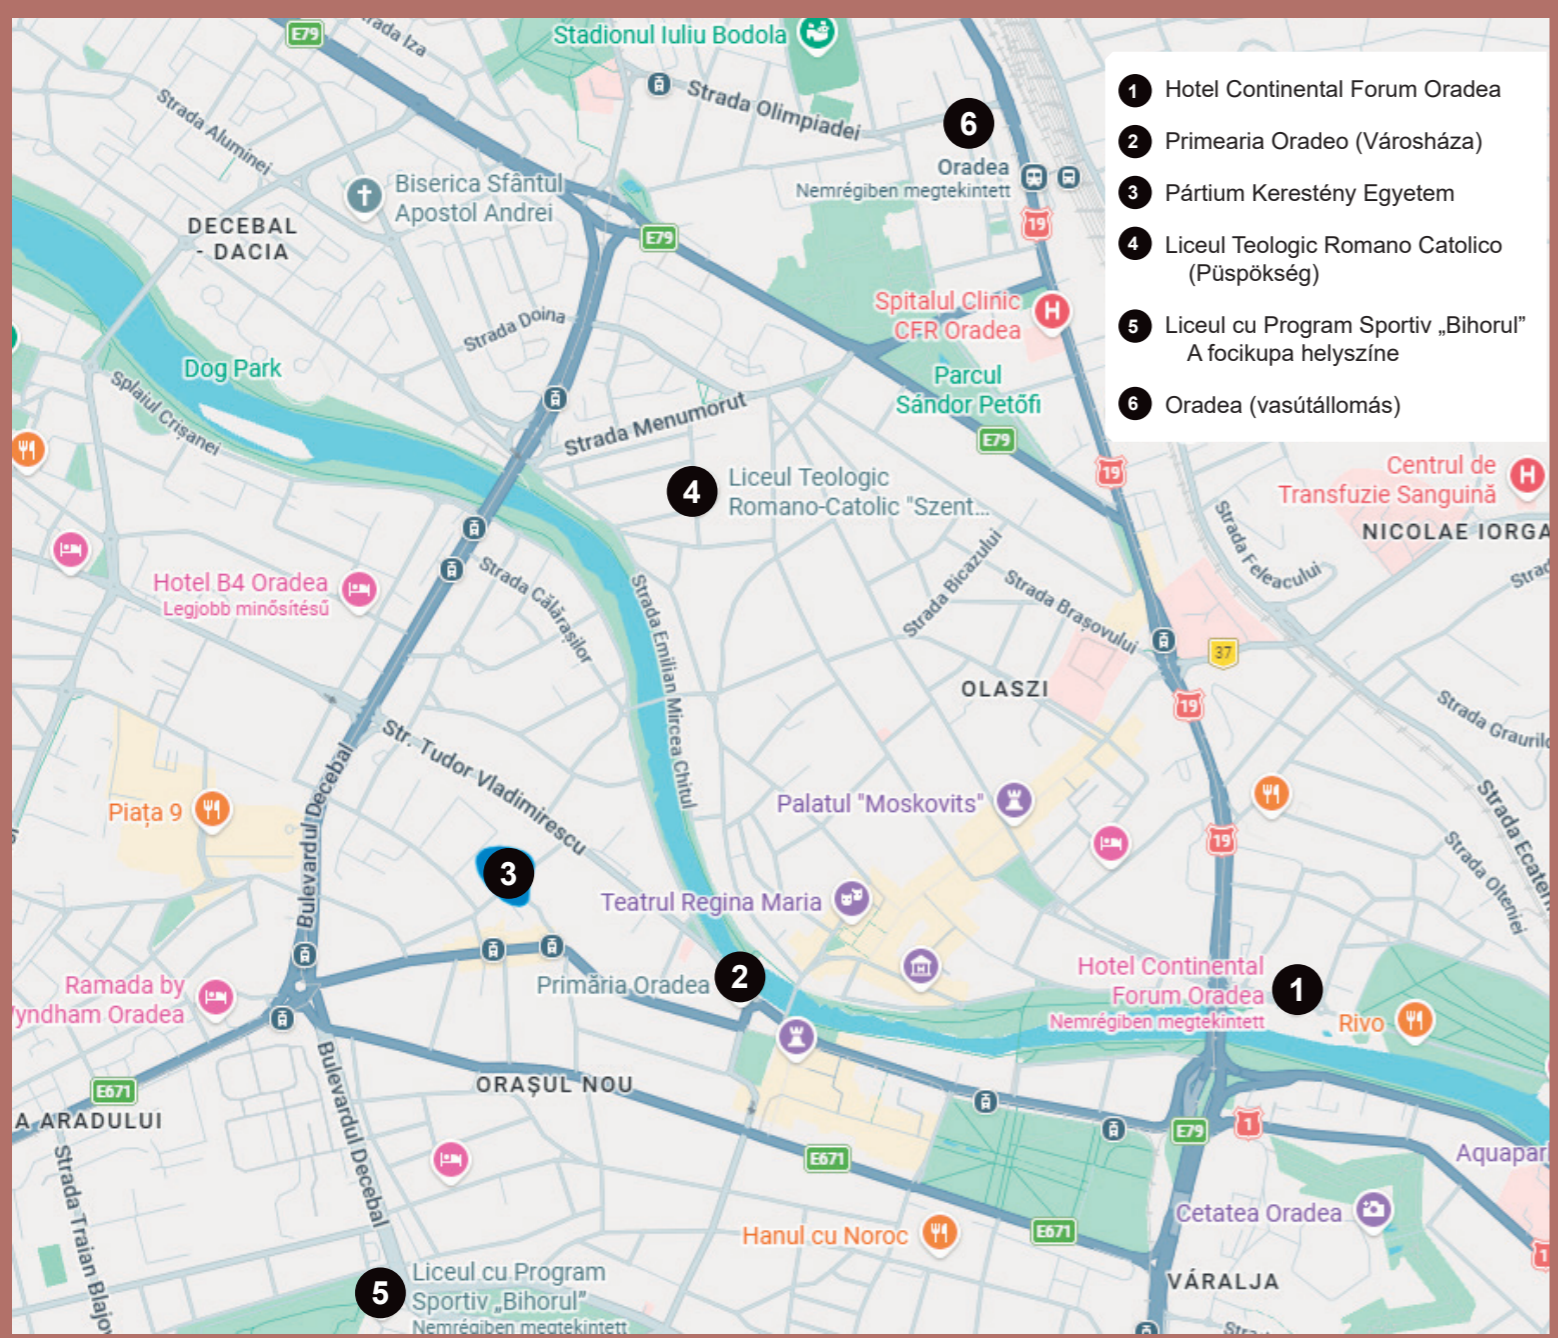 E79
Strada Iza
Stadionul Iuliu Bodola
Strada Olimpiadei
Strada Aluminei
6
Oradea
Nemrégiben megtekintett
19
1 Hotel Continental Forum Oradea
2 Primearia Oradeo (Városháza)
3 Pártium Kerestény Egyetem
4 Liceul Teologic Romano Catolico
(Püspökség)
5 Liceul cu Program Sportiv „Bihorul”
A focikupa helyszíne
6 Oradea (vasútállomás)
Biserica Sfântul
Apostol Andrei
DECEBAL
- DACIA
E79
Spitalul Clinic
CFR Oradea
H
Strada Doina
Dog Park
Parcul
Sándor Petőfi
Splaiul Crișanei
Strada Menumorut
E79
19
4
Liceul Teologic
Romano-Catolic "Szent...
Centrul de
Transfuzie Sanguină
H
NICOLAE IORGA
Strada Feleacului
Strad
Strada Bicazului
Strada Brașovului
Hotel B4 Oradea
Legjobb minősítésű
Strada Călărașilor
Strada Emilian Mircea Chitul
37
OLASZI
19
Strada Graurilo
Str. Tudor Vladimirescu
Bulevardul Decebal
Piața 9
Palatul "Moskovits"
19
Strada Ecateri
Strada Olteniei
3
Teatrul Regina Maria
Primăria Oradea
2
Hotel Continental
Forum Oradea
Nemrégiben megtekintett
1
Rivo
Ramada by
Wyndham Oradea
Bulevardul Decebal
ORAȘUL NOU
E671
A ARADULUI
E79
1
E671
Aquapar
Strada Traian Blajov
Cetatea Oradea
Hanul cu Noroc
E671
1
VÁRALJA
5
Liceul cu Program
Sportiv „Bihorul”
Nemrégiben megtekintett